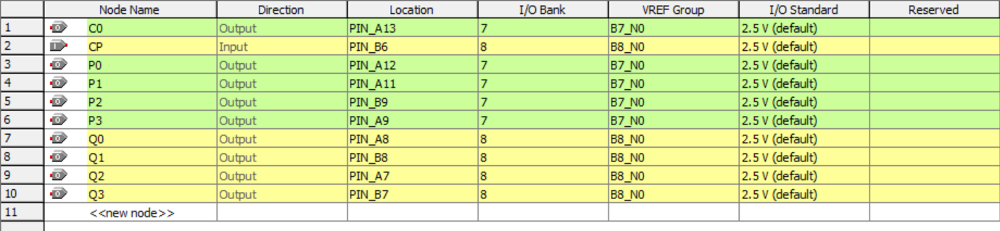 Node Name Direction Location I/O Bank VREF Group I/O Standard Reserved
1 C0 Output PIN_A13 7 B7_N0 2.5 V (default)
2 CP Input PIN_B6 8 B8_N0 2.5 V (default)
3 P0 Output PIN_A12 7 B7_N0 2.5 V (default)
4 P1 Output PIN_A11 7 B7_N0 2.5 V (default)
5 P2 Output PIN_B9 7 B7_N0 2.5 V (default)
6 P3 Output PIN_A9 7 B7_N0 2.5 V (default)
7 Q0 Output PIN_A8 8 B8_N0 2.5 V (default)
8 Q1 Output PIN_B8 8 B8_N0 2.5 V (default)
9 Q2 Output PIN_A7 8 B8_N0 2.5 V (default)
10 Q3 Output PIN_B7 8 B8_N0 2.5 V (default)
11 <<new node>>